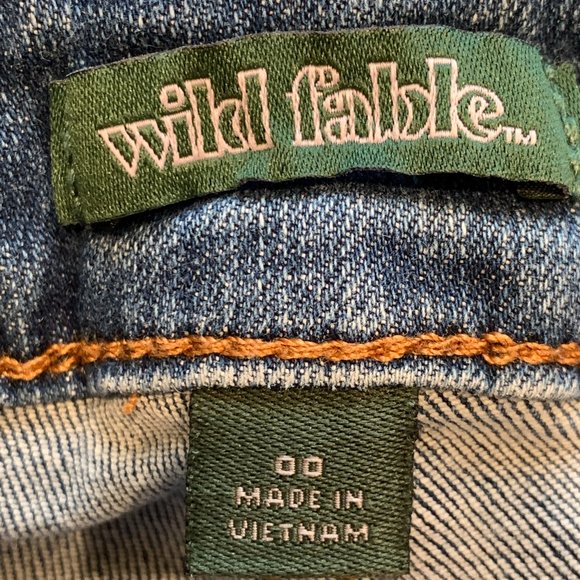 wild fable™
00
MADE IN
VIETNAM